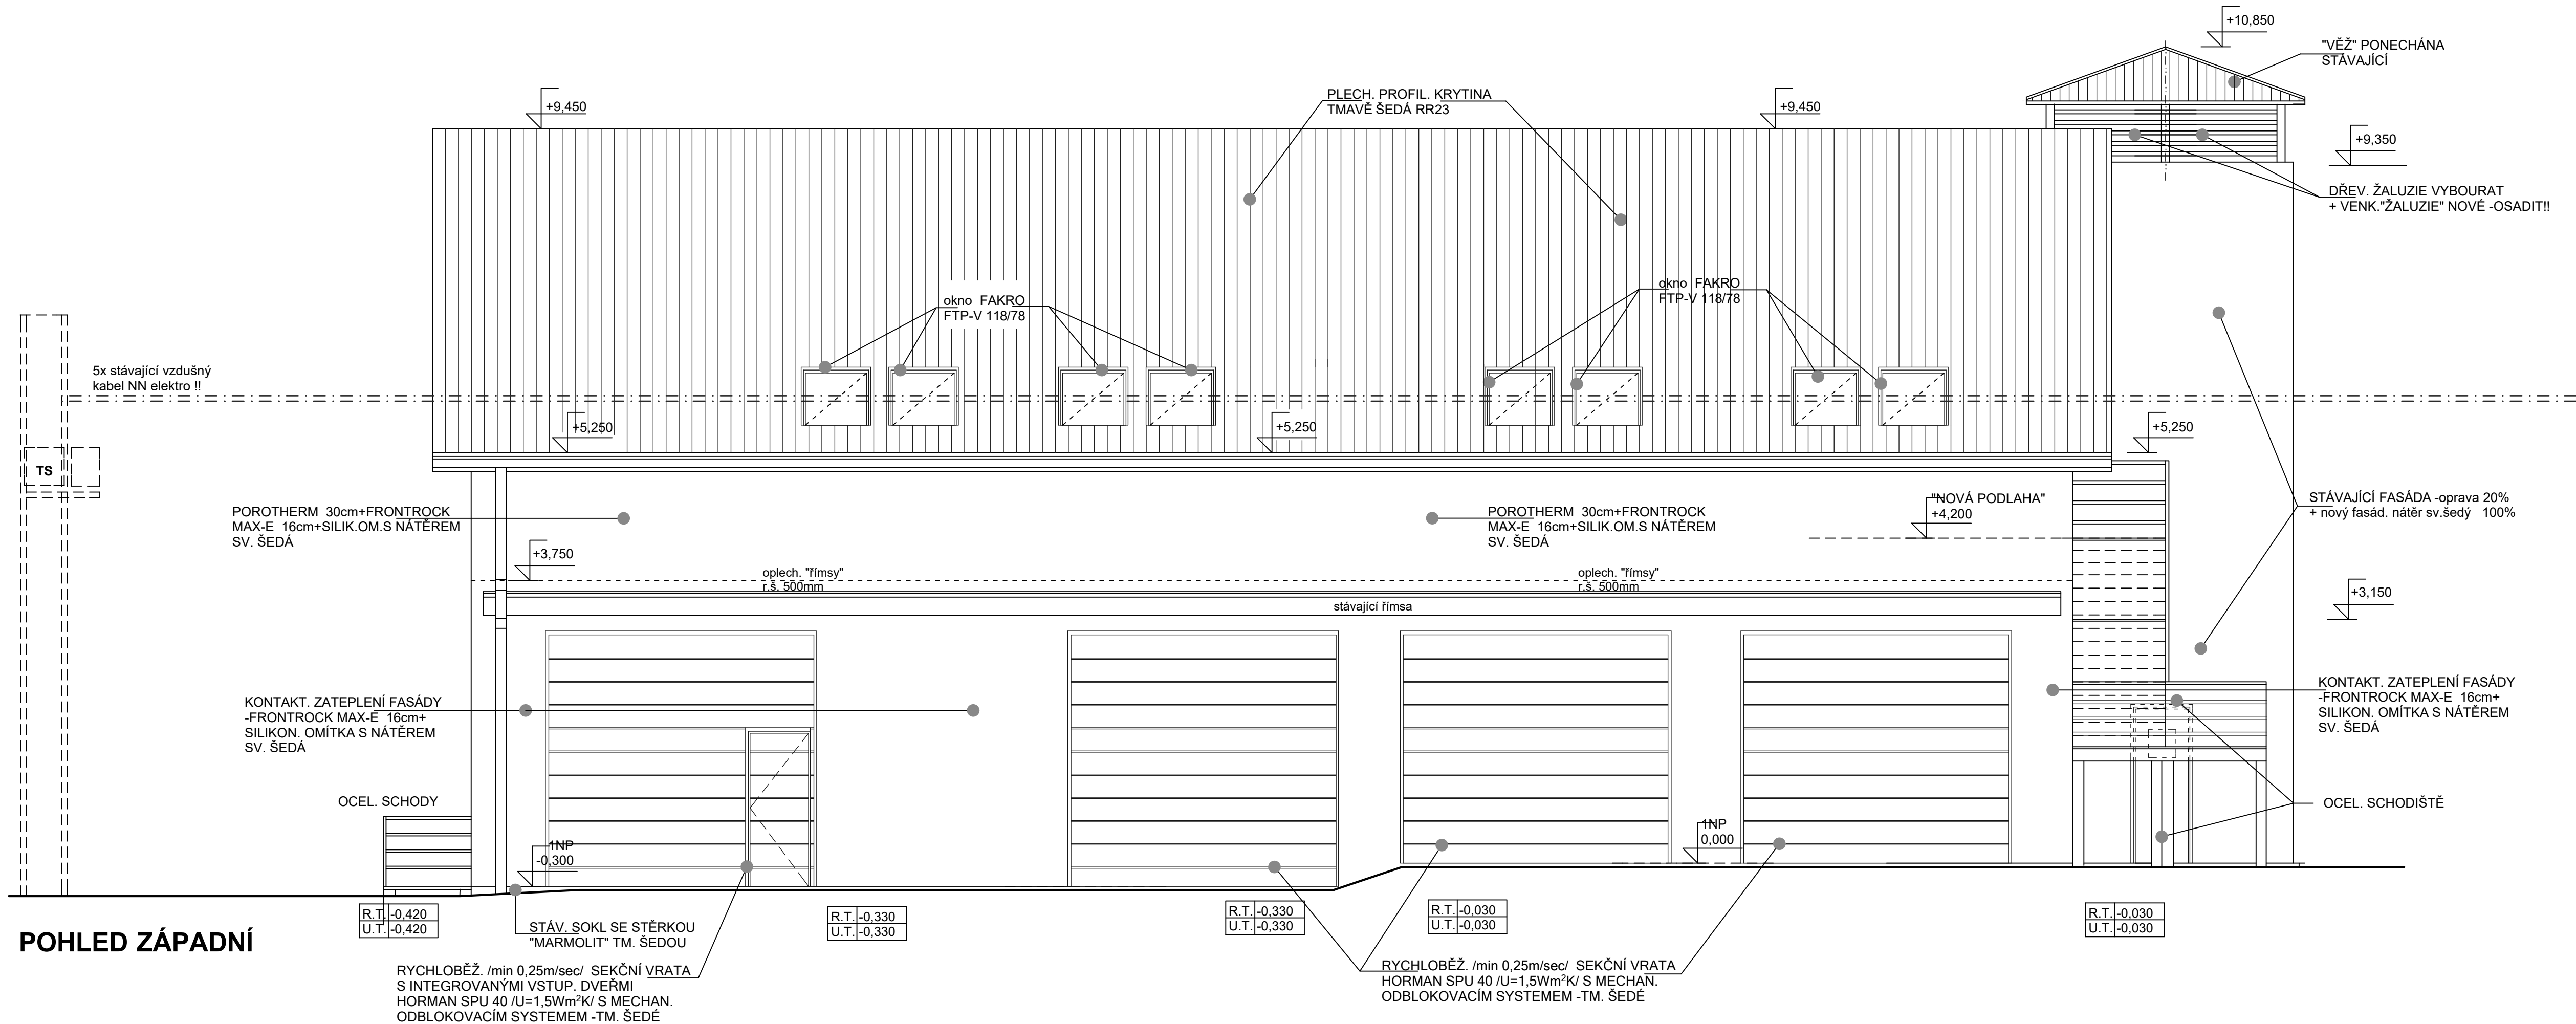 +10,850
"VĚŽ" PONECHÁNA
STÁVAJÍCÍ
+9,450
PLECH. PROFIL. KRYTINA
TMAVĚ ŠEDÁ RR23
+9,450
+9,350
DŘEV. ŽALUZIE VYBOURAT
+ VENK."ŽALUZIE" NOVÉ -OSADIT!!
okno FAKRO
FTP-V 118/78
okno FAKRO
FTP-V 118/78
5x stávající vzdušný
kabel NN elektro !!
+5,250
+5,250
+5,250
TS
POROTHERM 30cm+FRONTROCK
MAX-E 16cm+SILIK.OM.S NÁTĚREM
SV. ŠEDÁ
POROTHERM 30cm+FRONTROCK
MAX-E 16cm+SILIK.OM.S NÁTĚREM
SV. ŠEDÁ
"NOVÁ PODLAHA"
+4,200
STÁVAJÍCÍ FASÁDA -oprava 20%
+ nový fasád. nátěr sv.šedý 100%
+3,750
oplech. "římsy"
r.š. 500mm
oplech. "římsy"
r.š. 500mm
stávající římsa
+3,150
KONTAKT. ZATEPLENÍ FASÁDY
-FRONTROCK MAX-E 16cm+
SILIKON. OMÍTKA S NÁTĚREM
SV. ŠEDÁ
KONTAKT. ZATEPLENÍ FASÁDY
-FRONTROCK MAX-E 16cm+
SILIKON. OMÍTKA S NÁTĚREM
SV. ŠEDÁ
OCEL. SCHODY
OCEL. SCHODIŠTĚ
1NP
-0,300
1NP
0,000
R.T. -0,420
U.T. -0,420
R.T. -0,330
U.T. -0,330
R.T. -0,330
U.T. -0,330
R.T. -0,030
U.T. -0,030
R.T. -0,030
U.T. -0,030
POHLED ZÁPADNÍ
STÁV. SOKL SE STĚRKOU
"MARMOLIT" TM. ŠEDOU
RYCHLOBĚŽ. /min 0,25m/sec/ SEKČNÍ VRATA
S INTEGROVANÝMI VSTUP. DVEŘMI
HORMAN SPU 40 /U=1,5Wm²K/ S MECHAN.
ODBLOKOVACÍM SYSTEMEM -TM. ŠEDÉ
RYCHLOBĚŽ. /min 0,25m/sec/ SEKČNÍ VRATA
HORMAN SPU 40 /U=1,5Wm²K/ S MECHAN.
ODBLOKOVACÍM SYSTEMEM -TM. ŠEDÉ